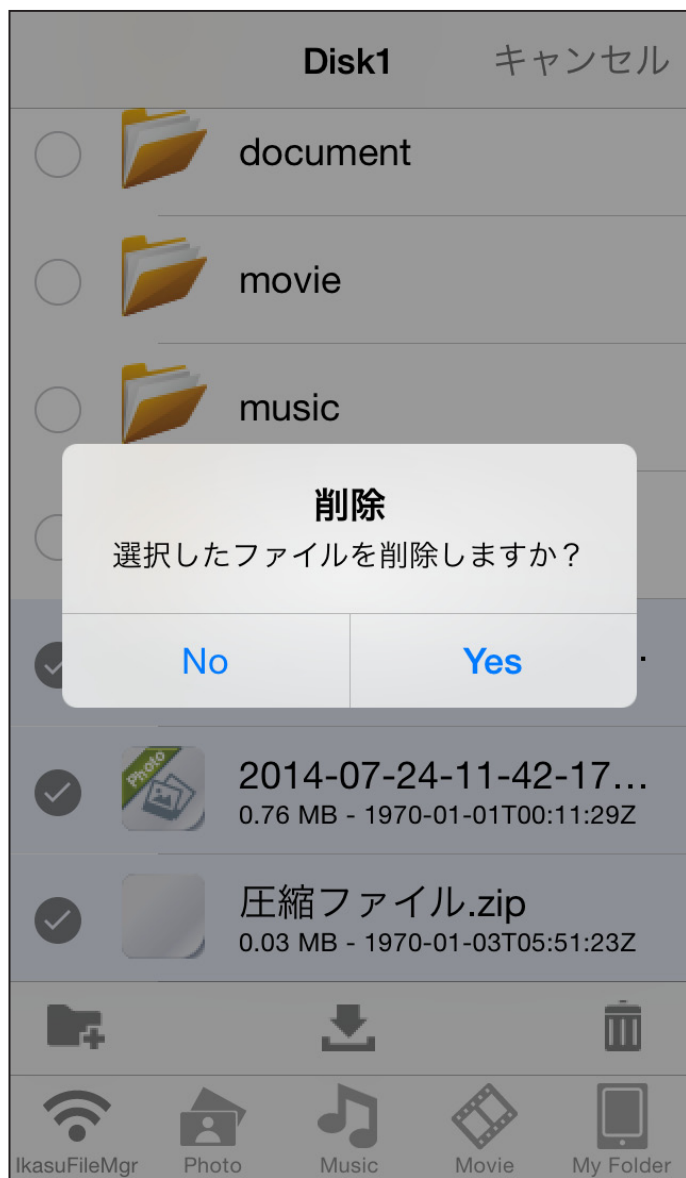 Disk1
キャンセル
document
movie
music
削除
選択したファイルを削除しますか？
No
Yes
Photo
2014-07-24-11-42-17...
0.76 MB - 1970-01-01T00:11:29Z
圧縮ファイル.zip
0.03 MB - 1970-01-03T05:51:23Z
IkasuFileMgr
Photo
Music
Movie
My Folder